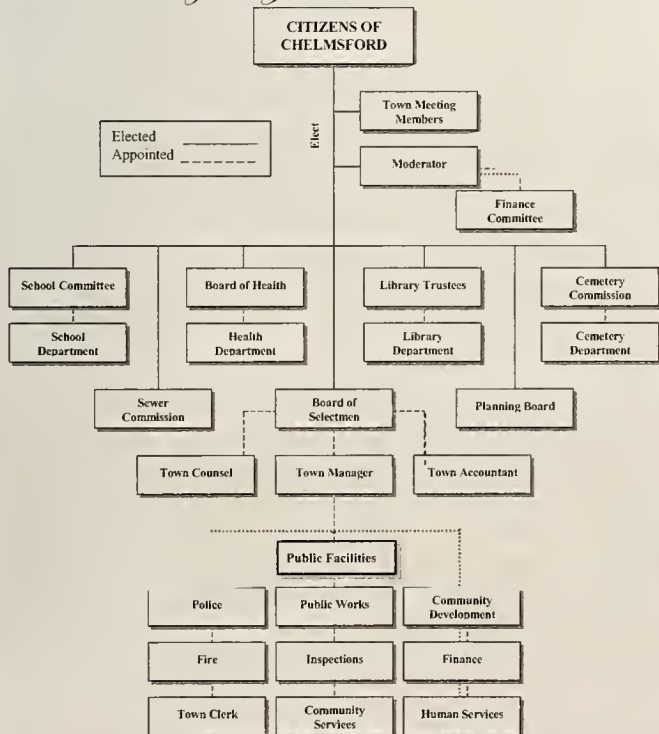 CITIZENS OF
CHELMSFORD
Elect
Town Meeting
Members
Elected
Appointed
Moderator
Finance
Committee
School Committee
Board of Health
Library Trustees
Cemetery
Commission
School
Department
Health
Department
Library
Department
Cemetery
Department
Sewer
Commission
Board of
Selectmen
Planning Board
Town Counsel
Town Manager
Town Accountant
Public Facilities
Police
Public Works
Community
Development
Fire
Inspections
Finance
Town Clerk
Community
Services
Human Services